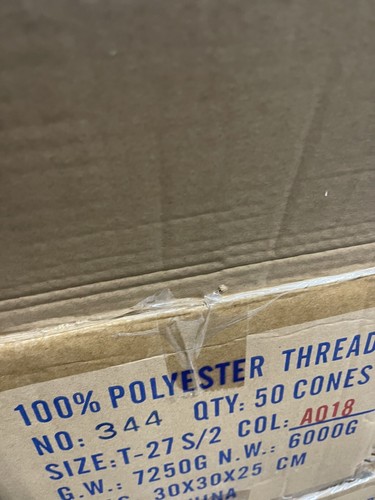 100% POLYESTER THREAD
NO: 344 QTY: 50 CONES
SIZE: T-27 S/2 COL: A018
G.W.: 7250G N.W.: 6000G
30X30X25 CM